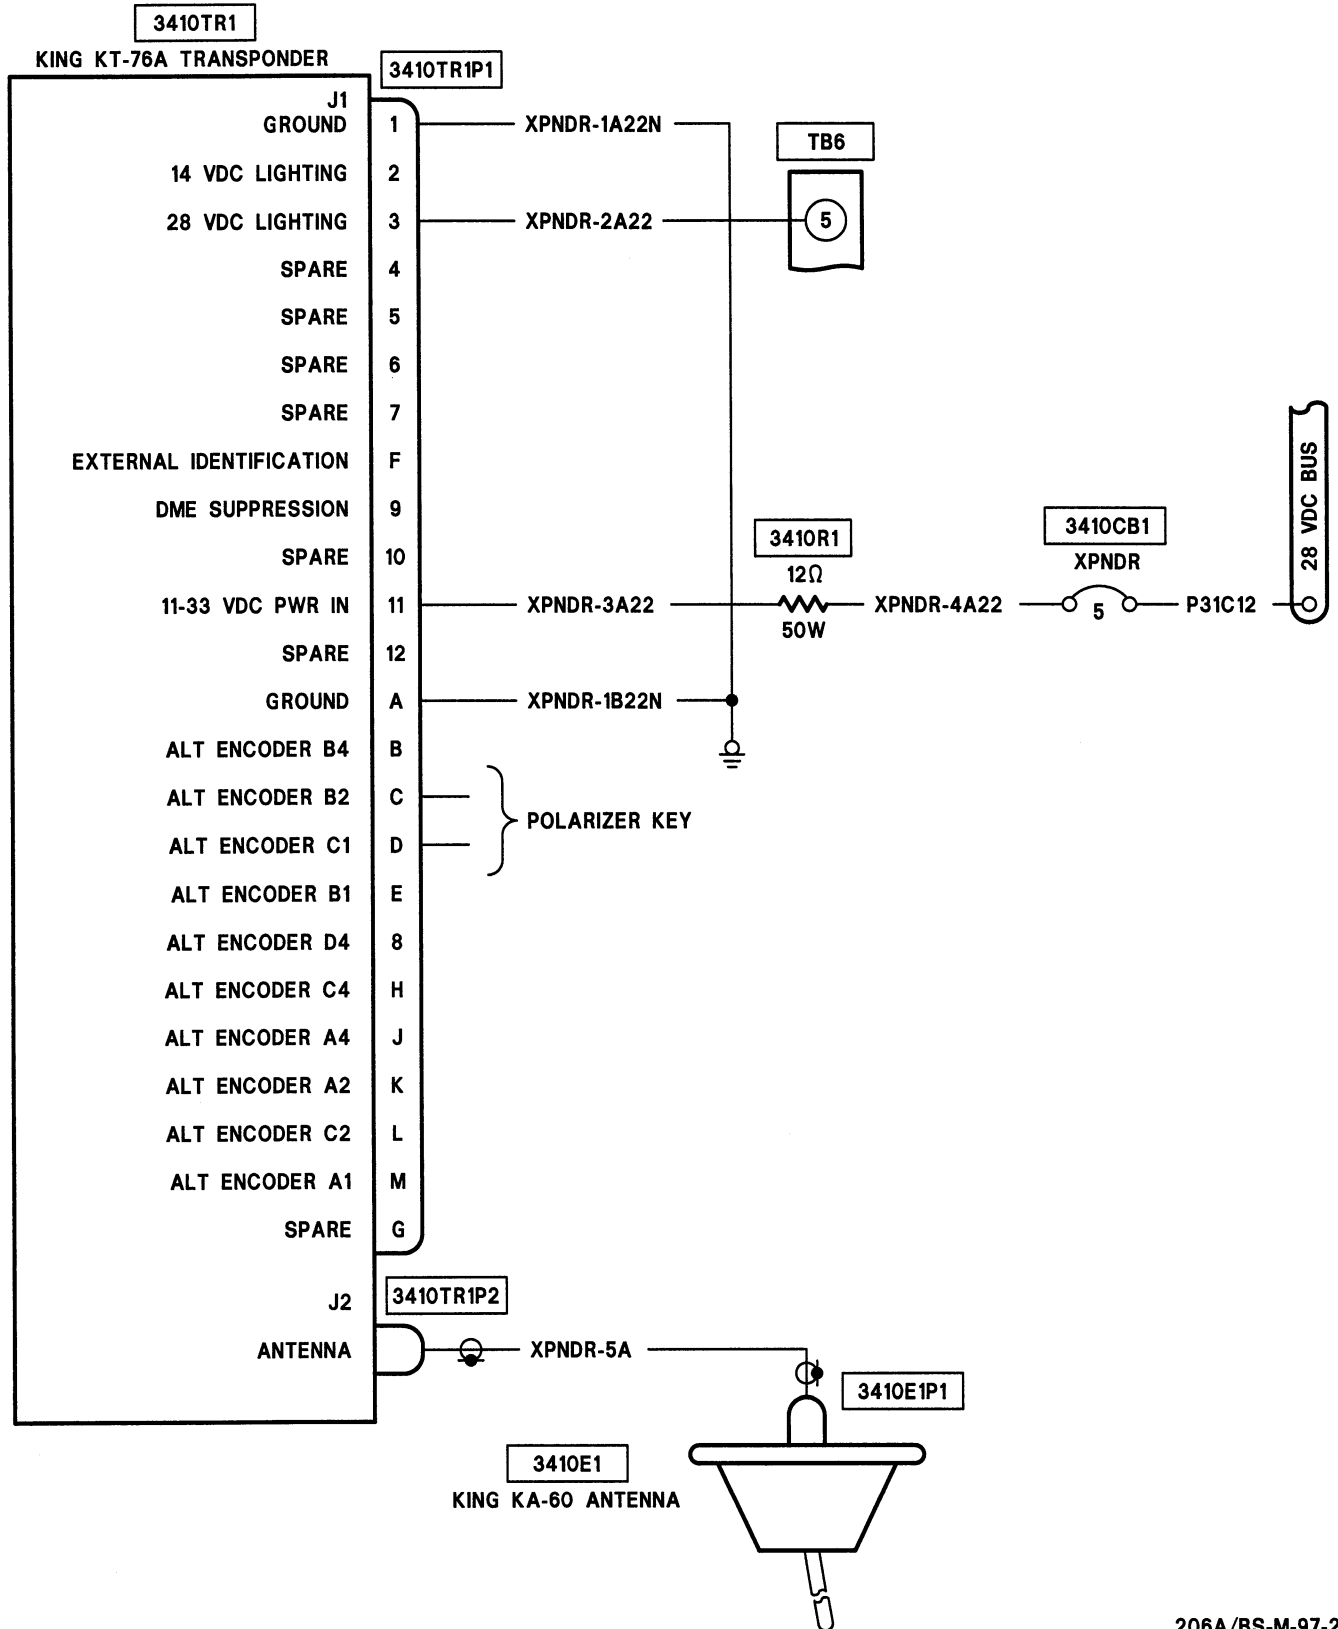 3410TR1
KING KT-76A TRANSPONDER
3410TR1P1
J1
GROUND 1 XPNDR-1A22N
TB6
14 VDC LIGHTING 2
28 VDC LIGHTING 3 XPNDR-2A22 5
SPARE 4
SPARE 5
SPARE 6
SPARE 7
EXTERNAL IDENTIFICATION F
28 VDC BUS
DME SUPPRESSION 9
3410R1
3410CB1
SPARE 10
12Ω
XPNDR
11-33 VDC PWR IN 11 XPNDR-3A22 XPNDR-4A22 5 P31C12
50W
SPARE 12
GROUND A XPNDR-1B22N
ALT ENCODER B4 B
ALT ENCODER B2 C
POLARIZER KEY
ALT ENCODER C1 D
ALT ENCODER B1 E
ALT ENCODER D4 8
ALT ENCODER C4 H
ALT ENCODER A4 J
ALT ENCODER A2 K
ALT ENCODER C2 L
ALT ENCODER A1 M
SPARE G
3410TR1P2
J2
ANTENNA XPNDR-5A
3410E1P1
3410E1
KING KA-60 ANTENNA
206A/BS-M-97-2